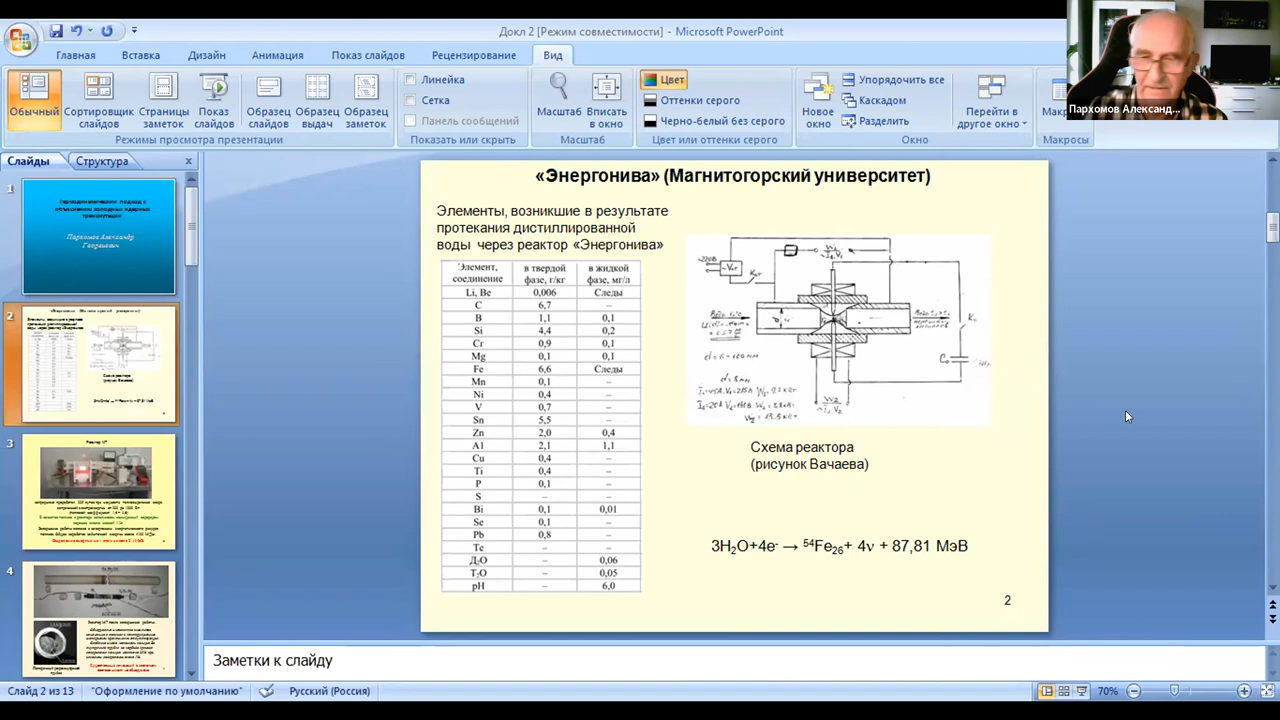 Докл 2 [Режим совместимости] - Microsoft PowerPoint
Главная Вставка Дизайн Анимация Показ слайдов Рецензирование Вид
Обычный
Сортировщик слайдов
Страницы заметок
Показ слайдов
Образец слайдов
Образец выдач
Образец заметок
Режимы просмотра презентации
Линейка
Сетка
Панель сообщений
Показать или скрыть
Масштаб
Вписать в окно
Масштаб
Цвет
Оттенки серого
Черно-белый без серого
Цвет или оттенки серого
Новое окно
Упорядочить все
Каскадом
Разделить
Перейти в другое окно
Окно
Макросы
Пархомов Александ...
Слайды Структура
1
Пархомов Александр
Георгиевич
2
3
4
«Энергонива» (Магнитогорский университет)
Элементы, возникшие в результате
протекания дистиллированной
воды через реактор «Энергонива»
Элемент, соединение в твердой фазе, г/кг в жидкой фазе, мг/л
Li, Be 0,006 Следы
C 6,7 –
B 1,1 0,1
Si 4,4 0,2
Cr 0,9 0,1
Mg 0,1 0,1
Fe 6,6 Следы
Mn 0,1 –
Ni 0,4 –
V 0,7 –
Sn 5,5 –
Zn 2,0 0,4
Al 2,1 1,1
Cu 0,4 –
Ti 0,4 –
P 0,1 –
S – –
Bi 0,1 0,01
Se 0,1 –
Pb 0,8 –
Te – –
Д₂O – 0,06
T₂O – 0,05
pH – 6,0
Схема реактора
(рисунок Вачаева)
3H₂O+4e⁻ → ⁵⁴Fe₂₆+ 4ν + 87,81 МэВ
2
Заметки к слайду
Слайд 2 из 13 "Оформление по умолчанию" Русский (Россия) 70%